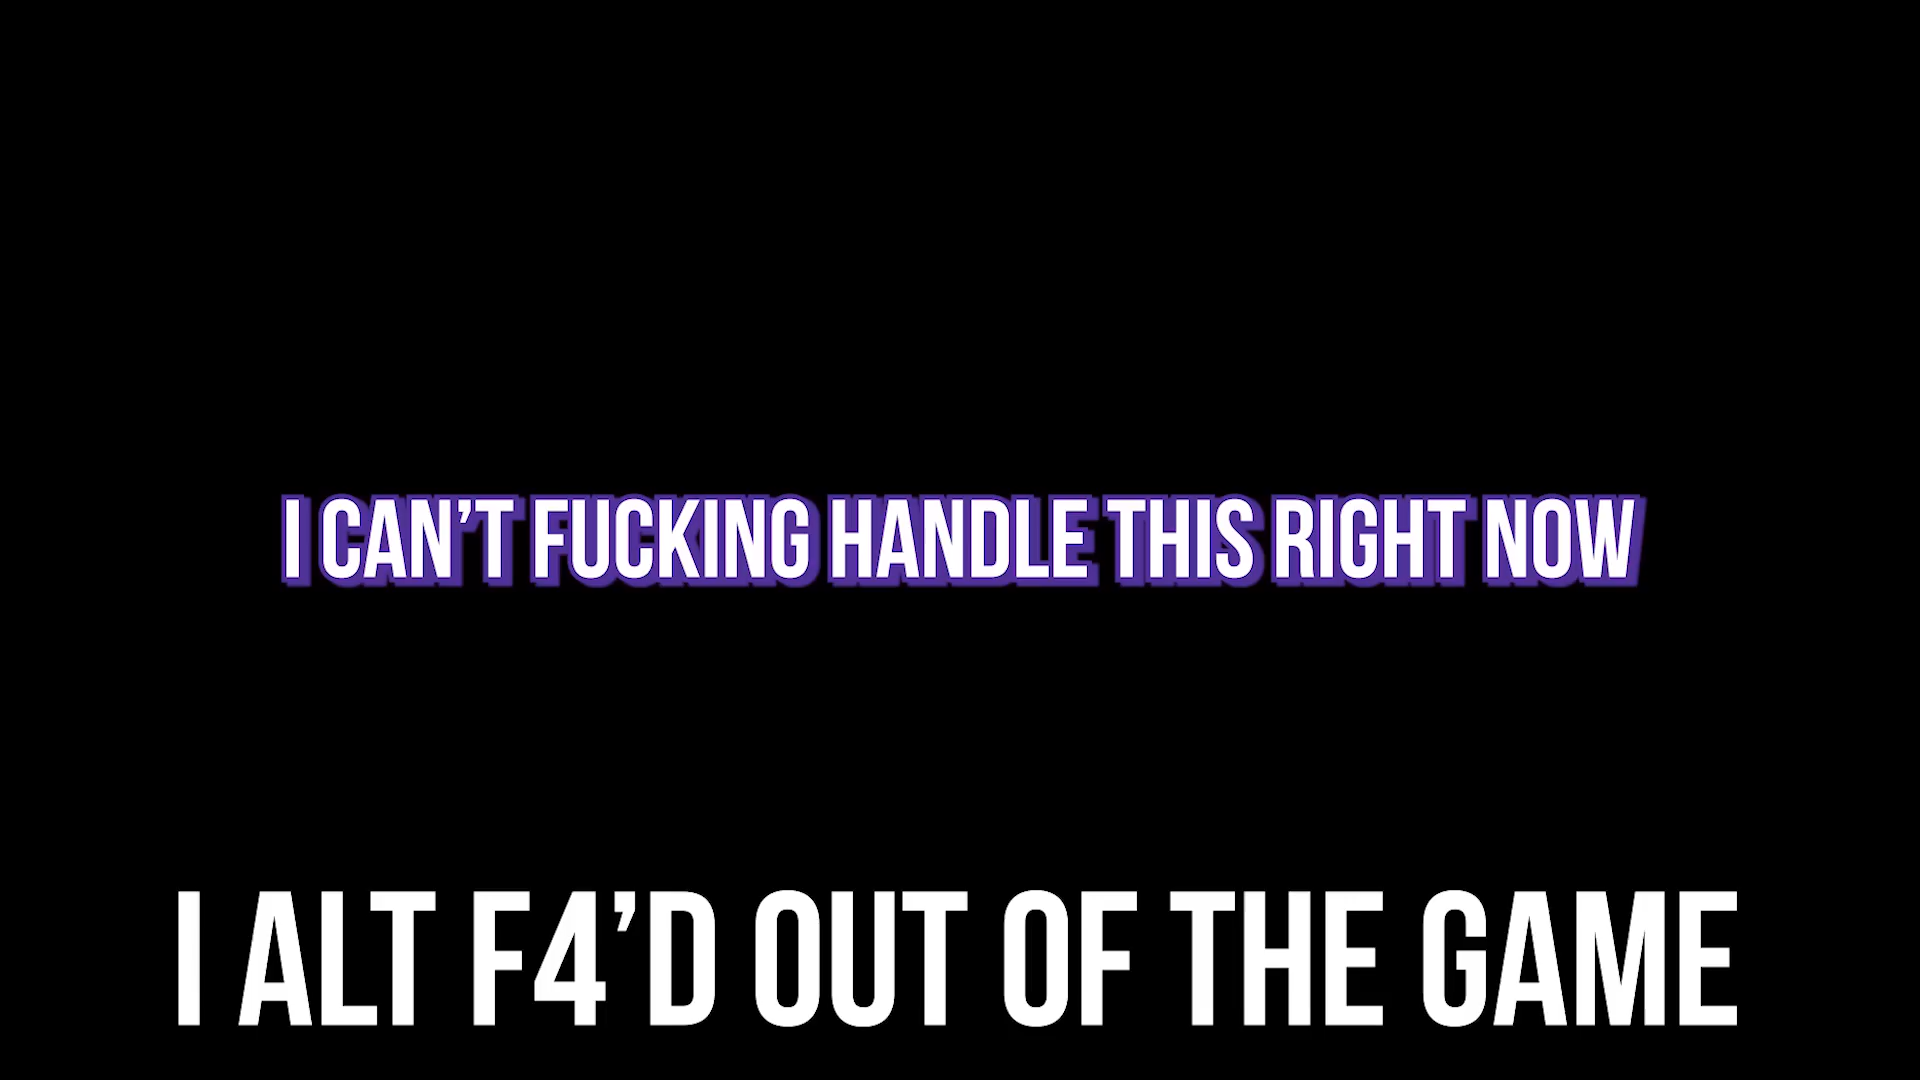 I CAN’T FUCKING HANDLE THIS RIGHT NOW
I ALT F4’D OUT OF THE GAME